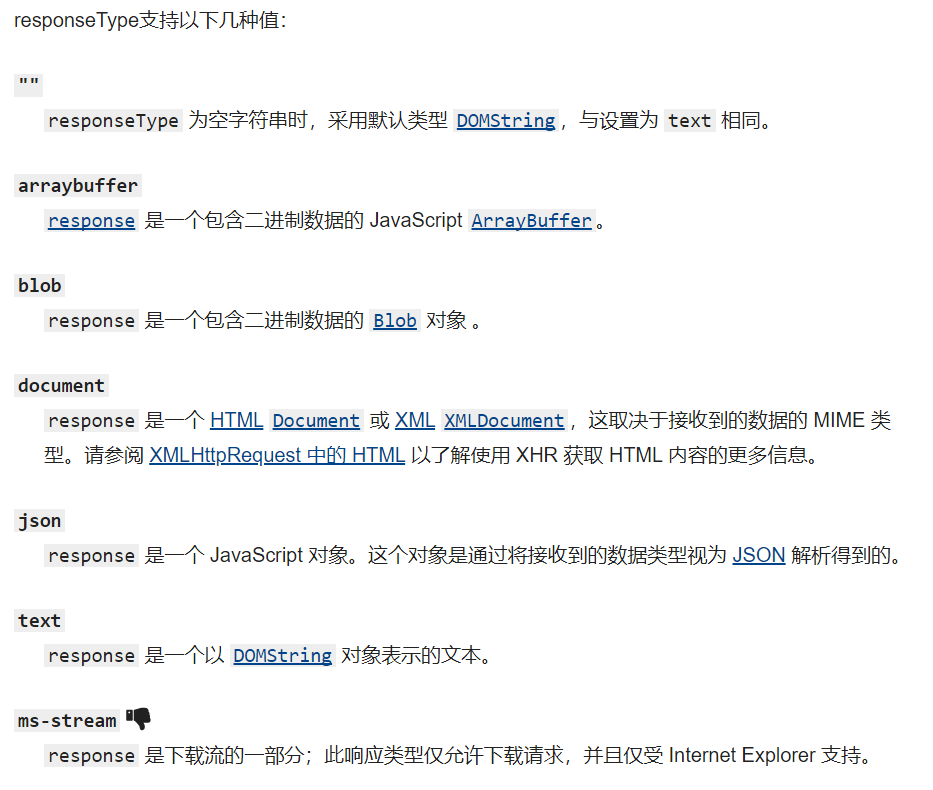 responseType支持以下几种值：
""
responseType 为空字符串时，采用默认类型 DOMString，与设置为 text 相同。
arraybuffer
response 是一个包含二进制数据的 JavaScript ArrayBuffer。
blob
response 是一个包含二进制数据的 Blob 对象 。
document
response 是一个 HTML Document 或 XML XMLDocument，这取决于接收到的数据的 MIME 类
型。请参阅 XMLHttpRequest 中的 HTML 以了解使用 XHR 获取 HTML 内容的更多信息。
json
response 是一个 JavaScript 对象。这个对象是通过将接收到的数据类型视为 JSON 解析得到的。
text
response 是一个以 DOMString 对象表示的文本。
ms-stream
response 是下载流的一部分；此响应类型仅允许下载请求，并且仅受 Internet Explorer 支持。